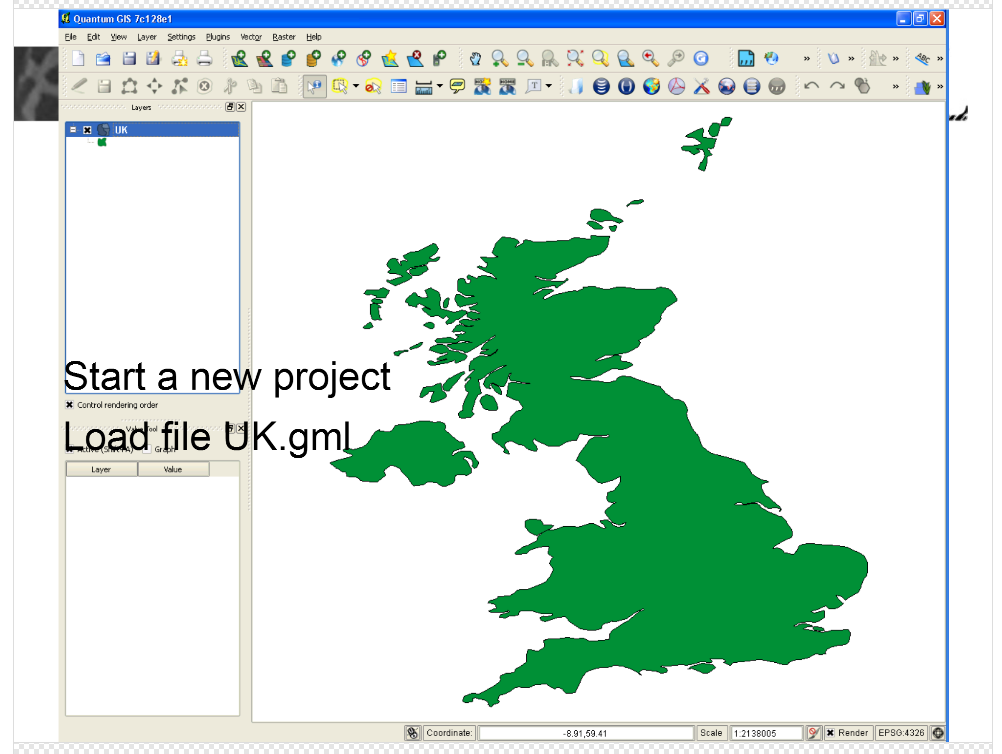 Quantum GIS 7c128e1
File Edit View Layer Settings Plugins Vector Raster Help
Layers
UK
Start a new project
Control rendering order
Load file UK.gml
Layer Value
Coordinate: -8.91,59.41 Scale 1:2138005 Render EPSG:4326